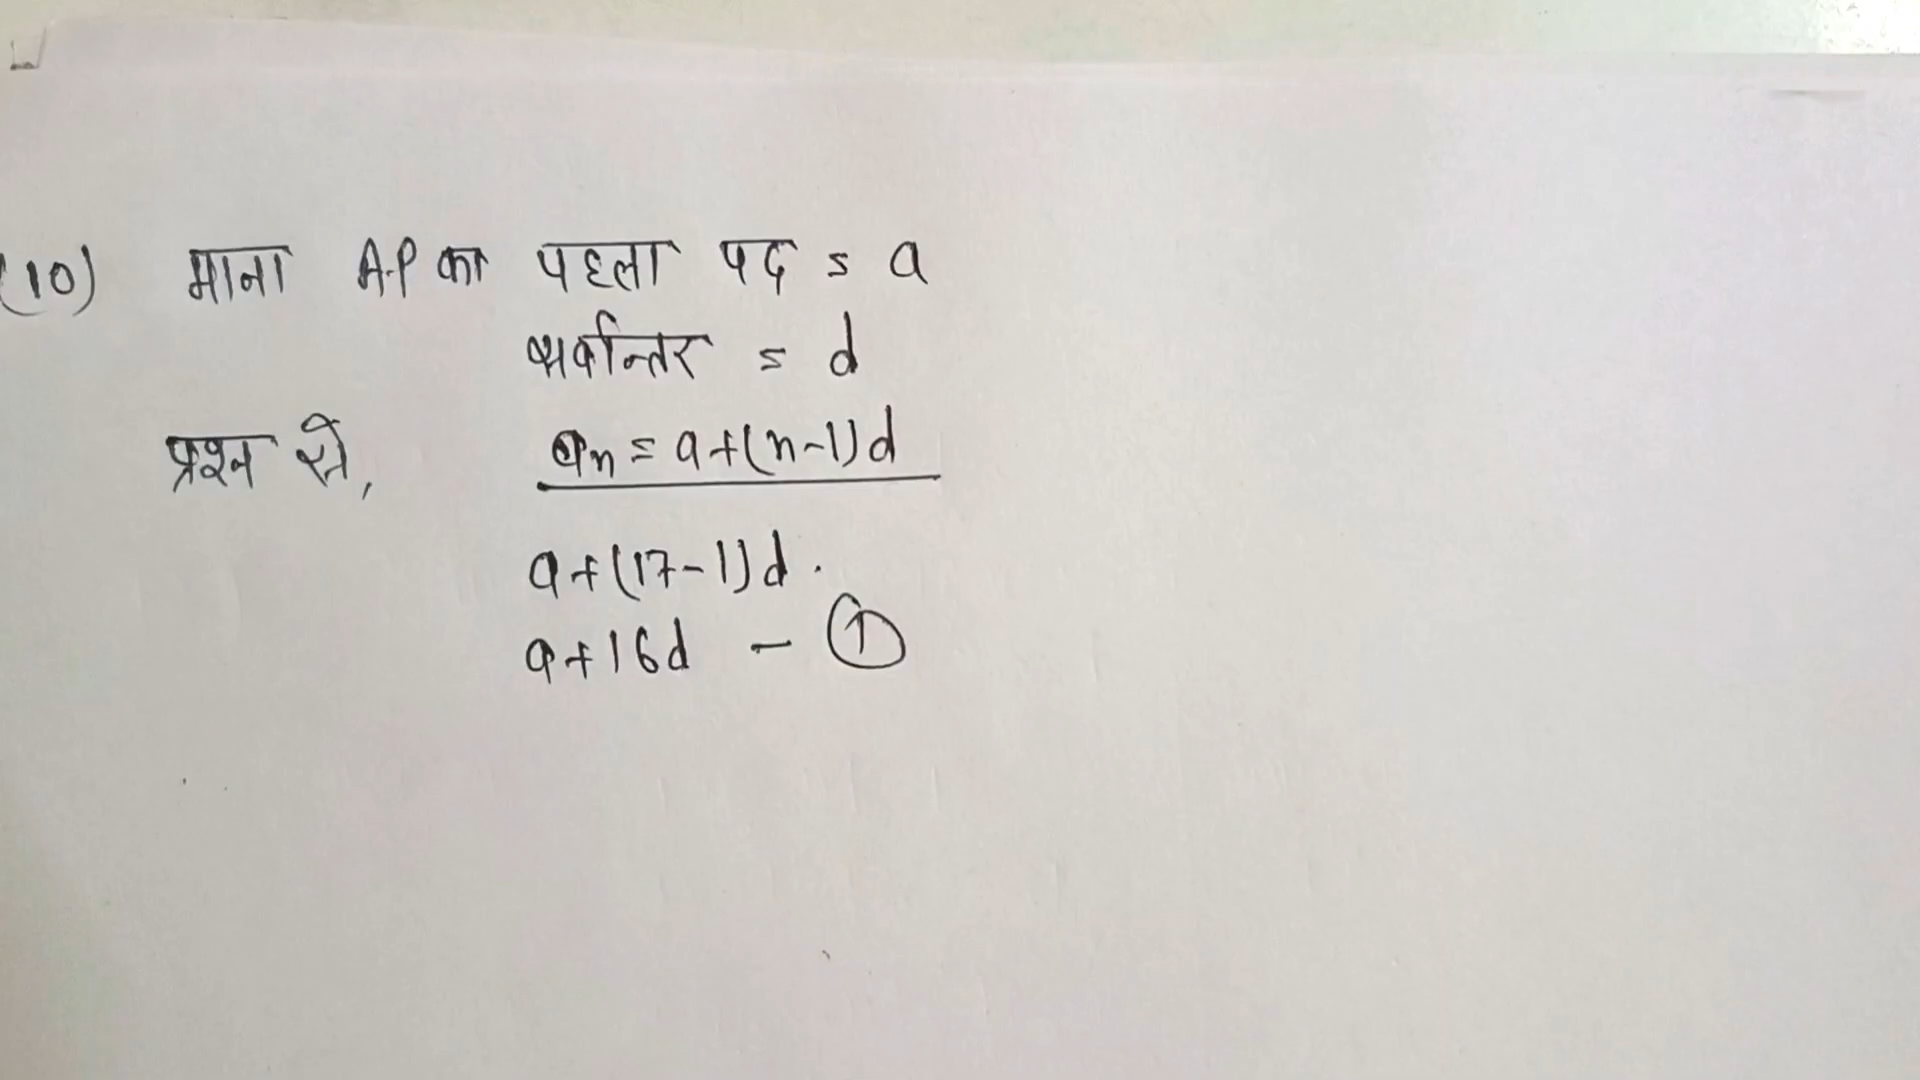 (10) माना A.P का पहला पद = a
सर्वान्तर = d
प्रश्न से, an = a+(n-1)d
a+(17-1)d.
a+16d - ①